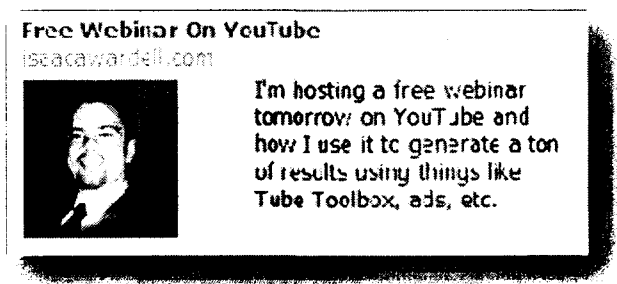 Free Webinar On YouTube
isaacawardell.com
I'm hosting a free webinar
tomorrow on YouTube and
how I use it to generate a ton
of results using things like
Tube Toolbox, ads, etc.